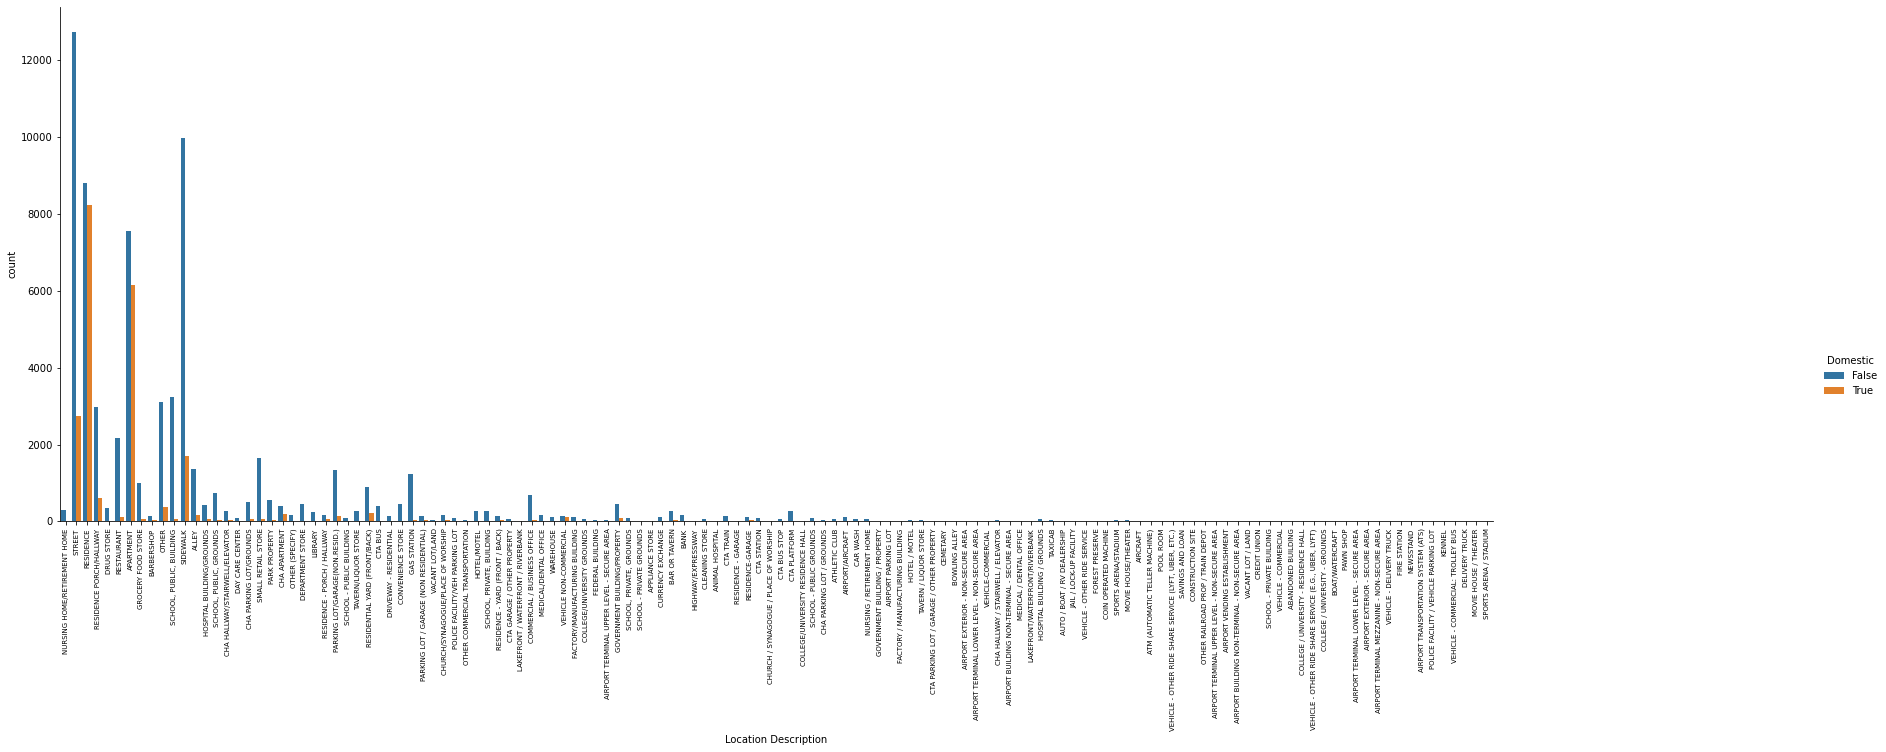 12000
10000
8000
6000
4000
2000
0
count
NURSING HOME/RETIREMENT HOME
STREET
RESIDENCE
RESIDENCE PORCH/HALLWAY
DRUG STORE
RESTAURANT
APARTMENT
GROCERY FOOD STORE
BARBERSHOP
OTHER
SCHOOL, PUBLIC, BUILDING
SIDEWALK
ALLEY
HOSPITAL BUILDING/GROUNDS
SCHOOL, PUBLIC, GROUNDS
CHA HALLWAY/STAIRWELL/ELEVATOR
DAY CARE CENTER
CHA PARKING LOT/GROUNDS
SMALL RETAIL STORE
PARK PROPERTY
CHA APARTMENT
OTHER (SPECIFY)
DEPARTMENT STORE
LIBRARY
RESIDENCE - PORCH / HALLWAY
PARKING LOT/GARAGE(NON.RESID.)
SCHOOL - PUBLIC BUILDING
TAVERN/LIQUOR STORE
RESIDENTIAL YARD (FRONT/BACK)
CTA BUS
DRIVEWAY - RESIDENTIAL
CONVENIENCE STORE
GAS STATION
PARKING LOT / GARAGE (NON RESIDENTIAL)
VACANT LOT/LAND
CHURCH/SYNAGOGUE/PLACE OF WORSHIP
POLICE FACILITY/VEH PARKING LOT
OTHER COMMERCIAL TRANSPORTATION
HOTEL/MOTEL
SCHOOL, PRIVATE, BUILDING
RESIDENCE - YARD (FRONT / BACK)
CTA GARAGE / OTHER PROPERTY
LAKEFRONT / WATERFRONT / RIVERBANK
COMMERCIAL / BUSINESS OFFICE
MEDICAL/DENTAL OFFICE
WAREHOUSE
VEHICLE NON-COMMERCIAL
FACTORY/MANUFACTURING BUILDING
COLLEGE/UNIVERSITY GROUNDS
FEDERAL BUILDING
AIRPORT TERMINAL UPPER LEVEL - SECURE AREA
GOVERNMENT BUILDING/PROPERTY
SCHOOL, PRIVATE, GROUNDS
SCHOOL - PRIVATE GROUNDS
APPLIANCE STORE
CURRENCY EXCHANGE
BAR OR TAVERN
BANK
HIGHWAY/EXPRESSWAY
CLEANING STORE
ANIMAL HOSPITAL
CTA TRAIN
RESIDENCE - GARAGE
RESIDENCE-GARAGE
CTA STATION
CHURCH / SYNAGOGUE / PLACE OF WORSHIP
CTA BUS STOP
CTA PLATFORM
COLLEGE/UNIVERSITY RESIDENCE HALL
SCHOOL - PUBLIC GROUNDS
CHA PARKING LOT / GROUNDS
ATHLETIC CLUB
AIRPORT/AIRCRAFT
CAR WASH
NURSING / RETIREMENT HOME
GOVERNMENT BUILDING / PROPERTY
AIRPORT PARKING LOT
FACTORY / MANUFACTURING BUILDING
HOTEL / MOTEL
TAVERN / LIQUOR STORE
CTA PARKING LOT / GARAGE / OTHER PROPERTY
CEMETARY
BOWLING ALLEY
AIRPORT EXTERIOR - NON-SECURE AREA
AIRPORT TERMINAL LOWER LEVEL - NON-SECURE AREA
VEHICLE-COMMERCIAL
CHA HALLWAY / STAIRWELL / ELEVATOR
AIRPORT BUILDING NON-TERMINAL - SECURE AREA
MEDICAL / DENTAL OFFICE
LAKEFRONT/WATERFRONT/RIVERBANK
HOSPITAL BUILDING / GROUNDS
TAXICAB
AUTO / BOAT / RV DEALERSHIP
JAIL / LOCK-UP FACILITY
VEHICLE - OTHER RIDE SERVICE
FOREST PRESERVE
COIN OPERATED MACHINE
SPORTS ARENA/STADIUM
MOVIE HOUSE/THEATER
AIRCRAFT
ATM (AUTOMATIC TELLER MACHINE)
POOL ROOM
VEHICLE - OTHER RIDE SHARE SERVICE (LYFT, UBER, ETC.)
SAVINGS AND LOAN
CONSTRUCTION SITE
OTHER RAILROAD PROP / TRAIN DEPOT
AIRPORT TERMINAL UPPER LEVEL - NON-SECURE AREA
AIRPORT VENDING ESTABLISHMENT
AIRPORT BUILDING NON-TERMINAL - NON-SECURE AREA
VACANT LOT / LAND
CREDIT UNION
SCHOOL - PRIVATE BUILDING
VEHICLE - COMMERCIAL
ABANDONED BUILDING
COLLEGE / UNIVERSITY - RESIDENCE HALL
VEHICLE - OTHER RIDE SHARE SERVICE (E.G., UBER, LYFT)
COLLEGE / UNIVERSITY - GROUNDS
BOAT/WATERCRAFT
PAWN SHOP
AIRPORT TERMINAL LOWER LEVEL - SECURE AREA
AIRPORT EXTERIOR - SECURE AREA
AIRPORT TERMINAL MEZZANINE - NON-SECURE AREA
VEHICLE - DELIVERY TRUCK
FIRE STATION
NEWSSTAND
AIRPORT TRANSPORTATION SYSTEM (ATS)
POLICE FACILITY / VEHICLE PARKING LOT
KENNEL
VEHICLE - COMMERCIAL: TROLLEY BUS
DELIVERY TRUCK
MOVIE HOUSE / THEATER
SPORTS ARENA / STADIUM
Location Description
Domestic
False
True